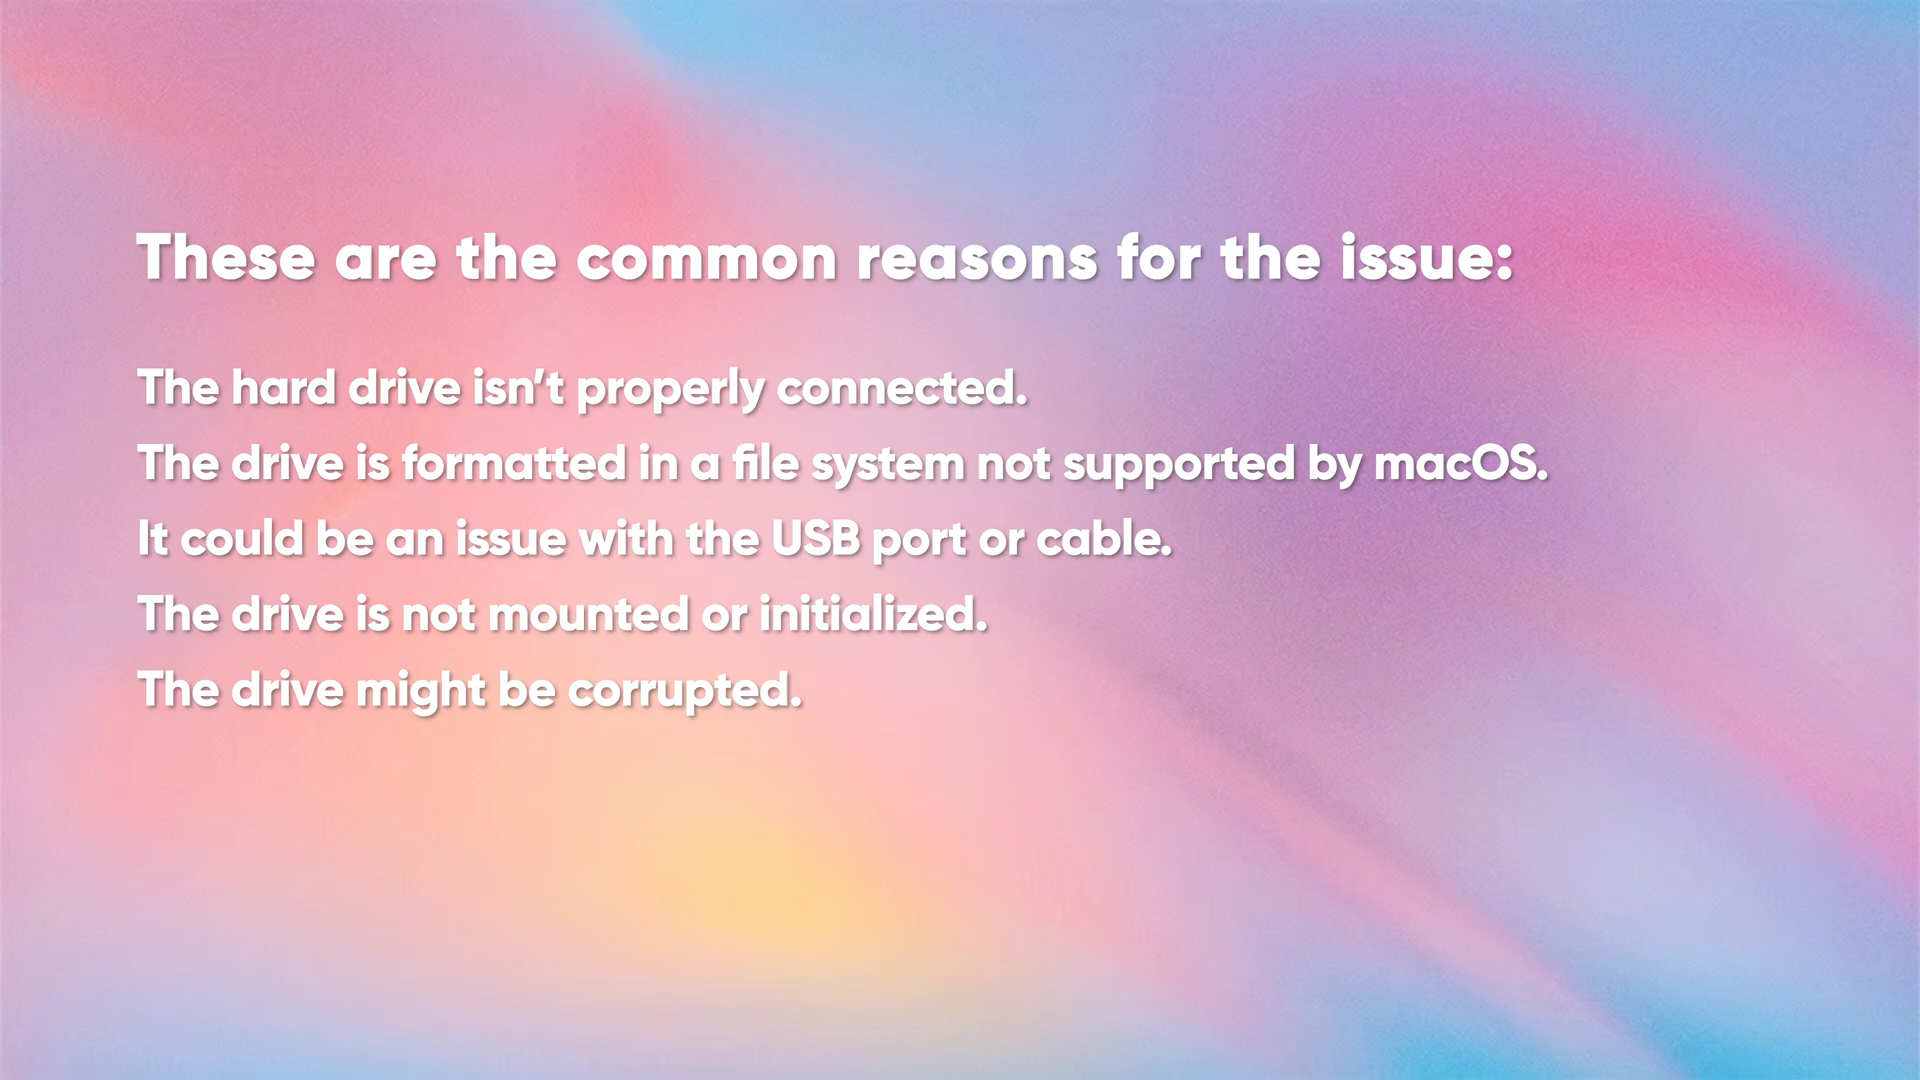 These are the common reasons for the issue:
The hard drive isn’t properly connected.
The drive is formatted in a file system not supported by macOS.
It could be an issue with the USB port or cable.
The drive is not mounted or initialized.
The drive might be corrupted.